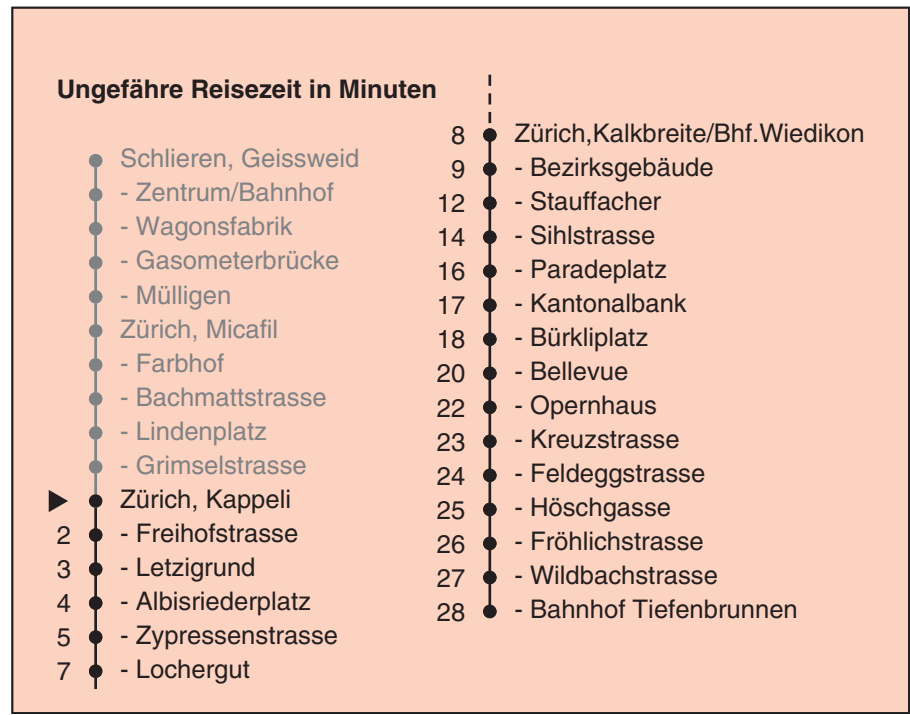 Ungefähre Reisezeit in Minuten
Schlieren, Geissweid
- Zentrum/Bahnhof
- Wagonsfabrik
- Gasometerbrücke
- Mülligen
Zürich, Micafil
- Farbhof
- Bachmattstrasse
- Lindenplatz
- Grimselstrasse
Zürich, Kappeli
2 - Freihofstrasse
3 - Letzigrund
4 - Albisriederplatz
5 - Zypressenstrasse
7 - Lochergut
8 Zürich,Kalkbreite/Bhf.Wiedikon
9 - Bezirksgebäude
12 - Stauffacher
14 - Sihlstrasse
16 - Paradeplatz
17 - Kantonalbank
18 - Bürkliplatz
20 - Bellevue
22 - Opernhaus
23 - Kreuzstrasse
24 - Feldeggstrasse
25 - Höschgasse
26 - Fröhlichstrasse
27 - Wildbachstrasse
28 - Bahnhof Tiefenbrunnen